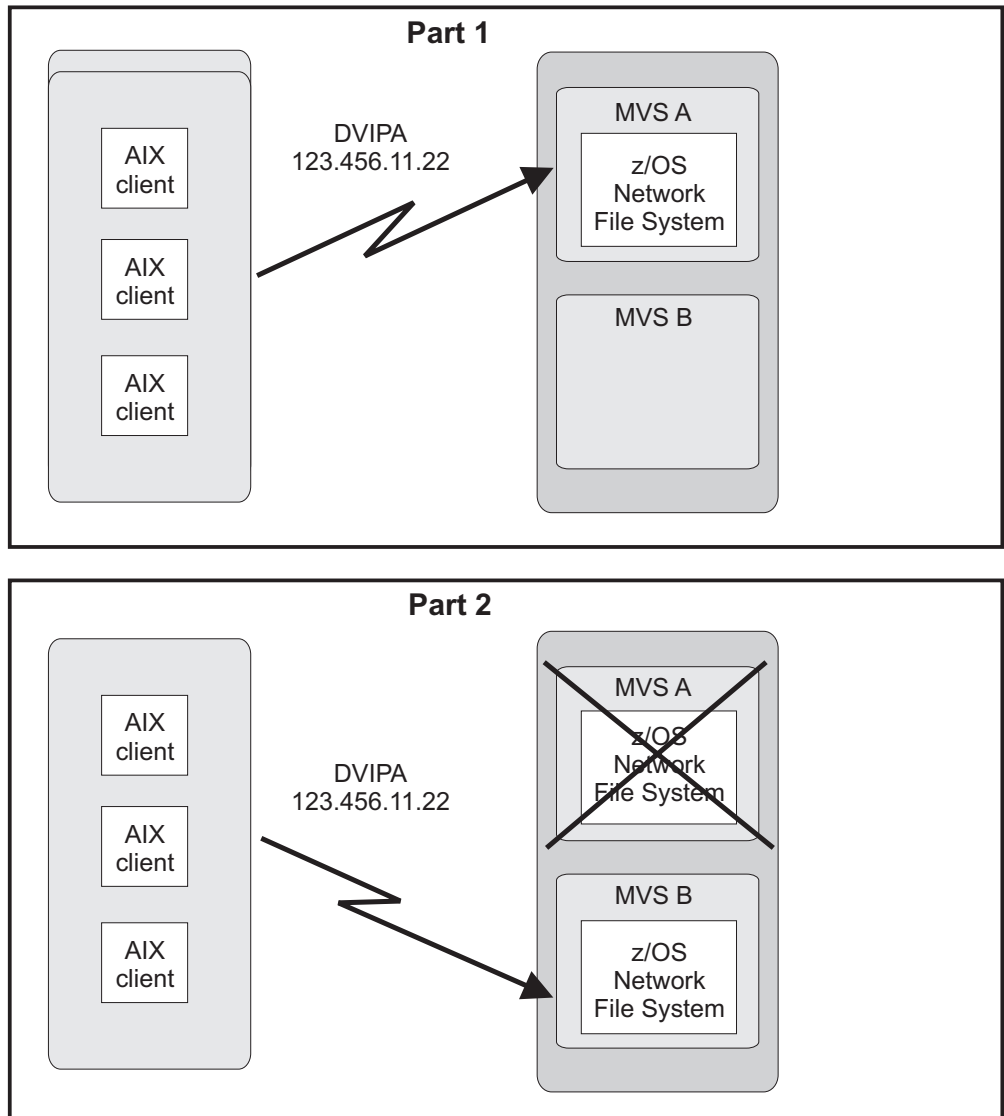 Part 1
AIX
client
AIX
client
AIX
client
DVIPA
123.456.11.22
MVS A
z/OS
Network
File System
MVS B
Part 2
AIX
client
AIX
client
AIX
client
DVIPA
123.456.11.22
MVS A
z/OS
Network
File System
MVS B
z/OS
Network
File System